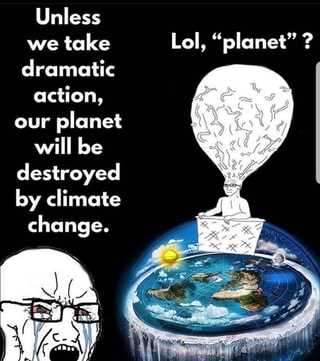 Unless
we take
dramatic
action,
our planet
will be
destroyed
by climate
change.
Lol, “planet” ?